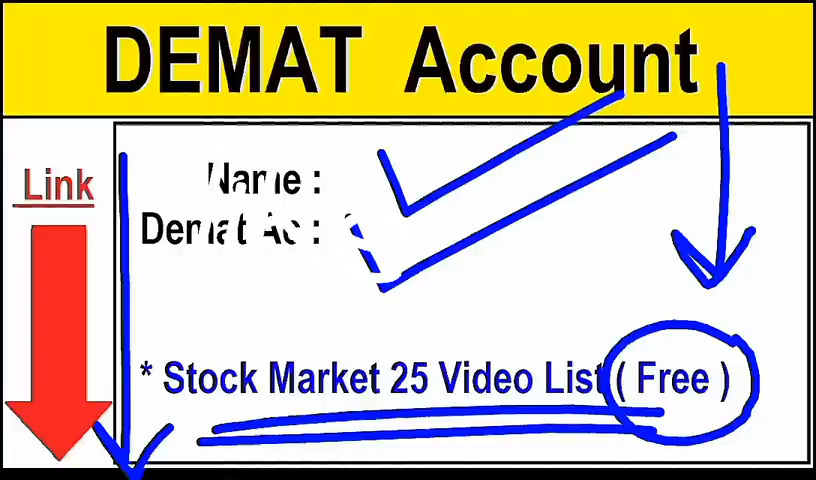 DEMAT Account
Link
Name :
Demat Ac :
* Stock Market 25 Video List ( Free )